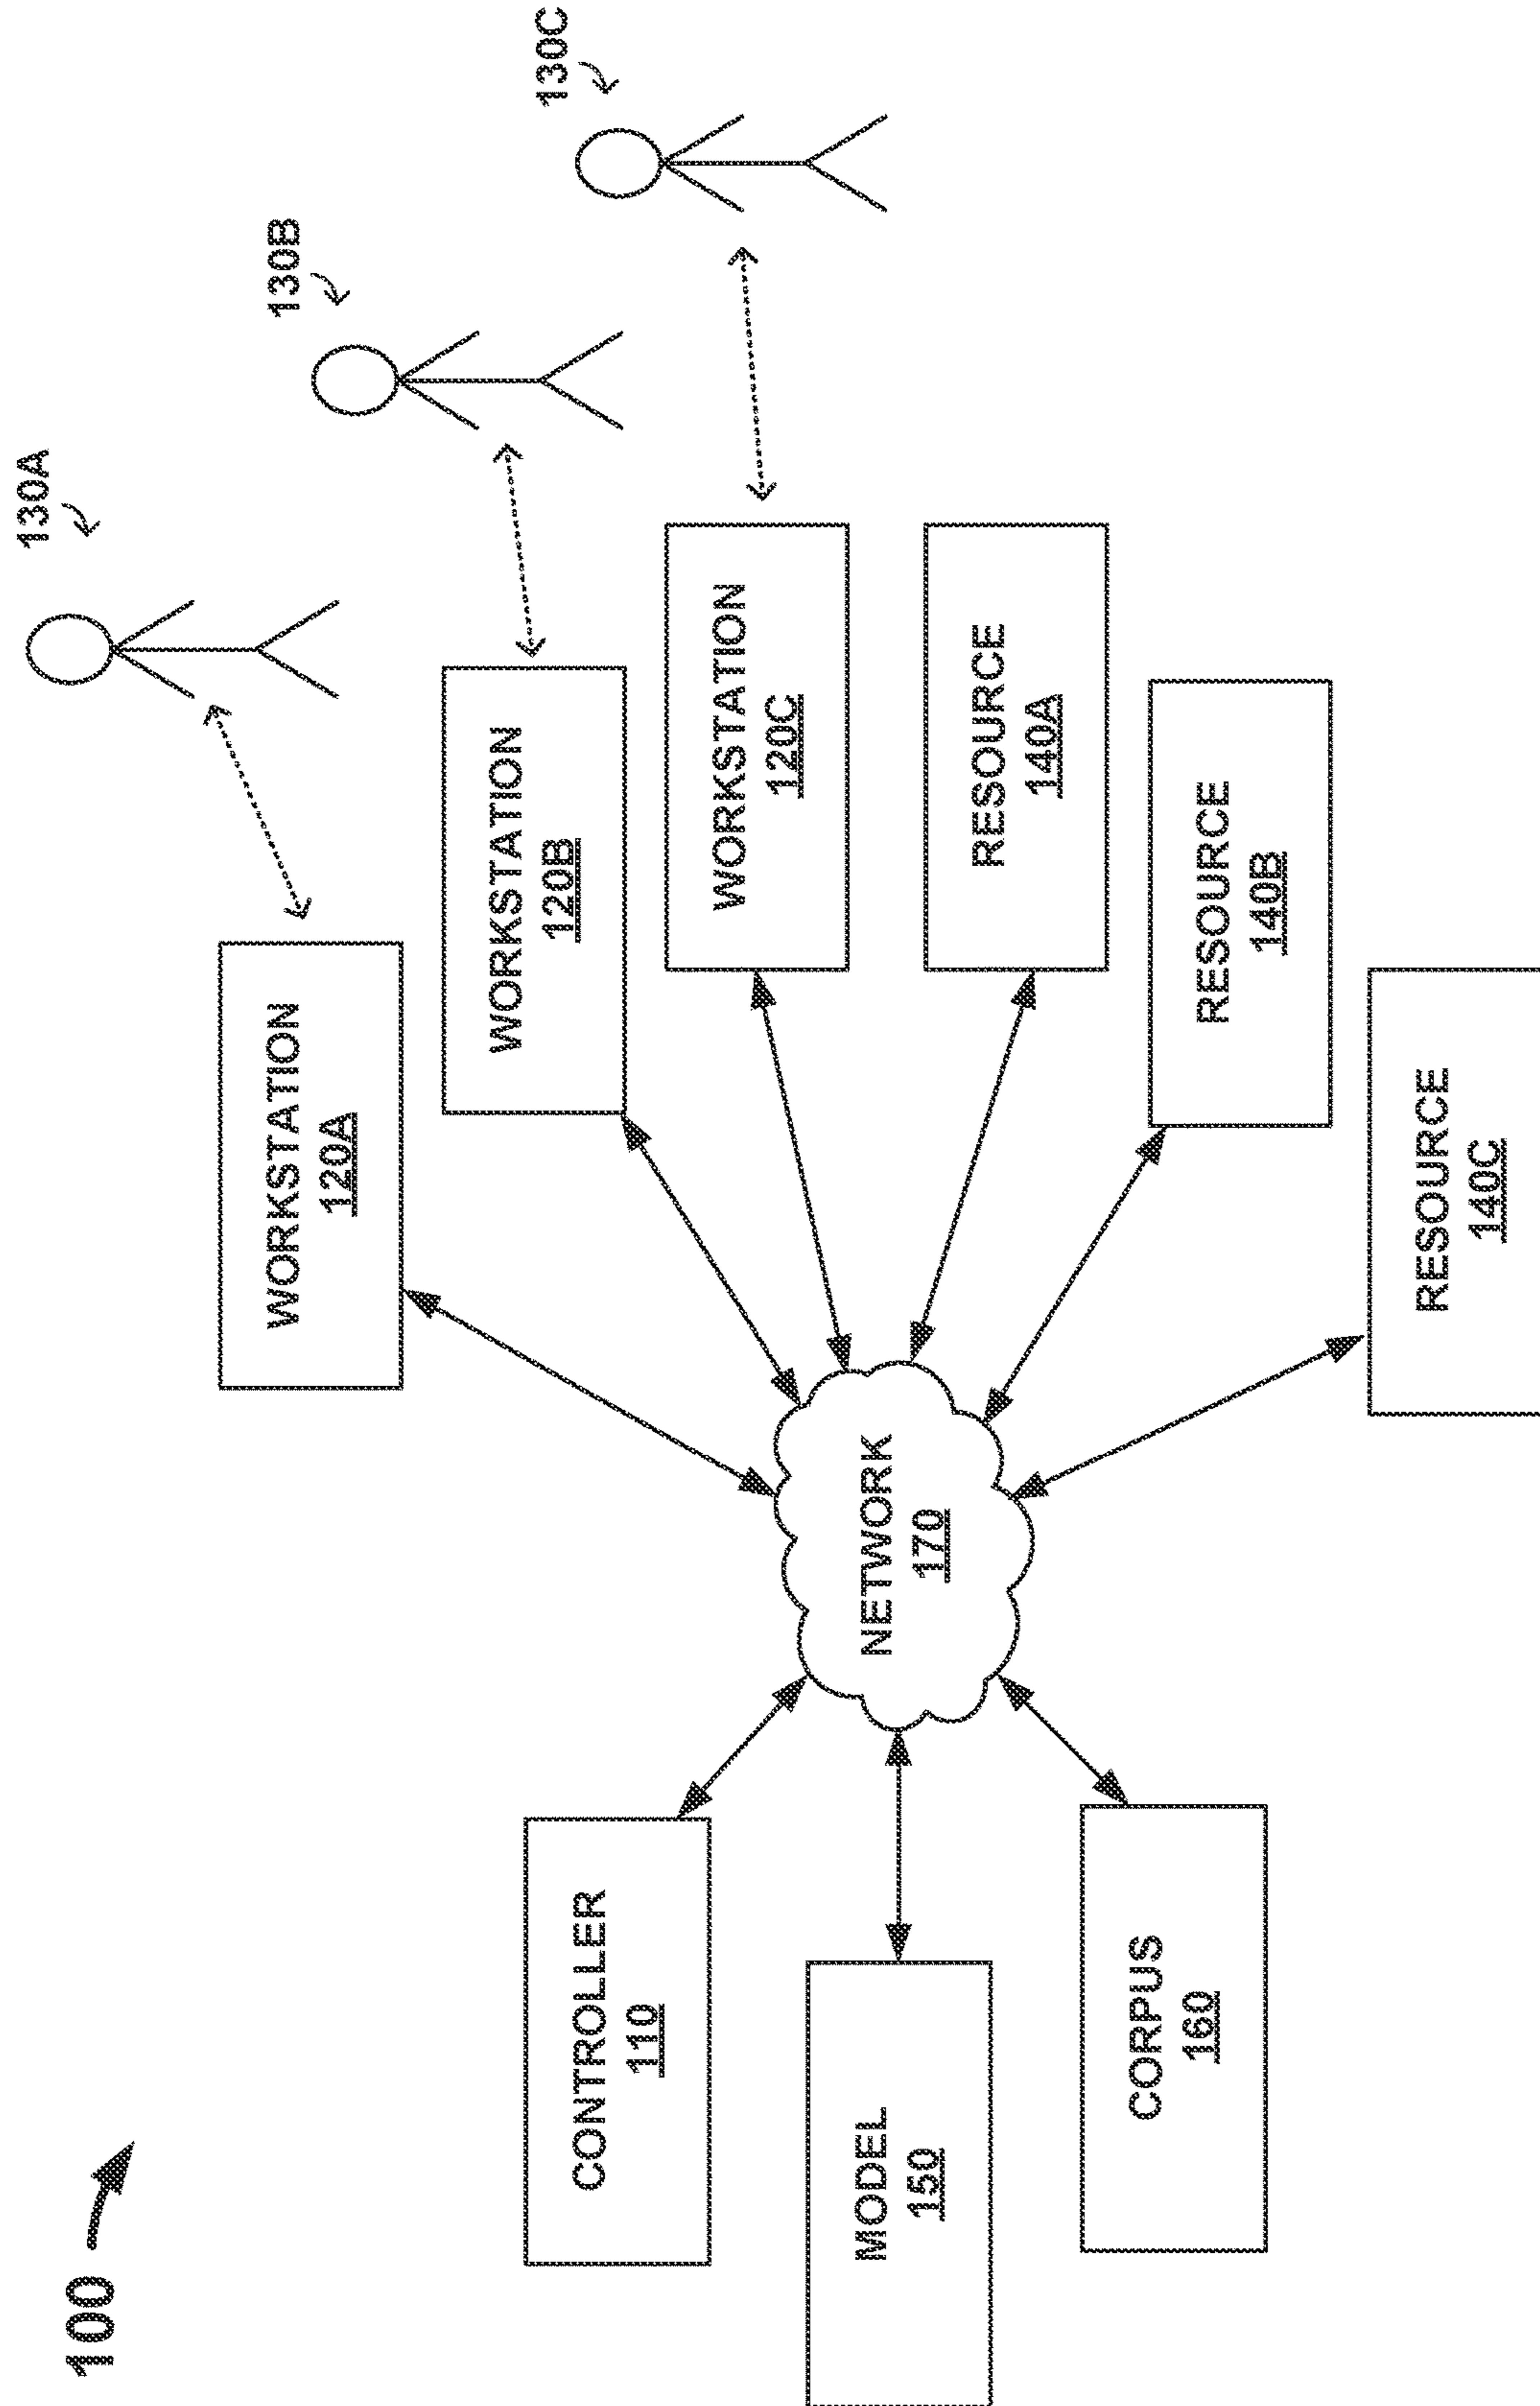 100
130A
130B
130C
WORKSTATION
120A
WORKSTATION
120B
WORKSTATION
120C
CONTROLLER
110
MODEL
150
CORPUS
160
NETWORK
170
RESOURCE
140A
RESOURCE
140B
RESOURCE
140C